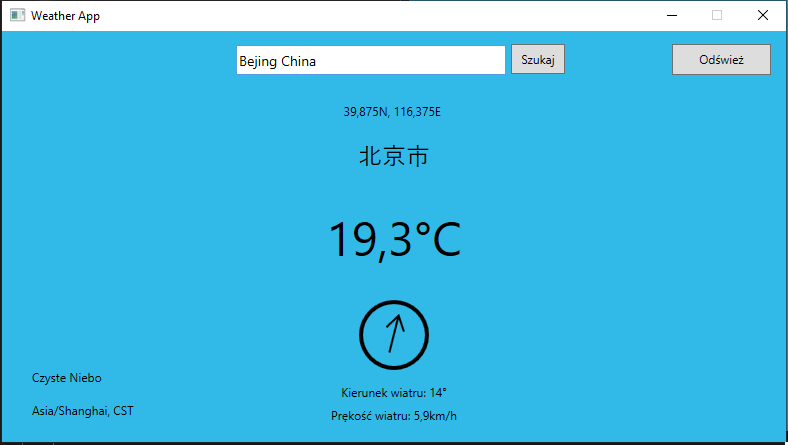 Weather App
Bejing China
Szukaj
Odśwież
39,875N, 116,375E
北京市
19,3°C
Kierunek wiatru: 14°
Prękość wiatru: 5,9km/h
Czyste Niebo
Asia/Shanghai, CST